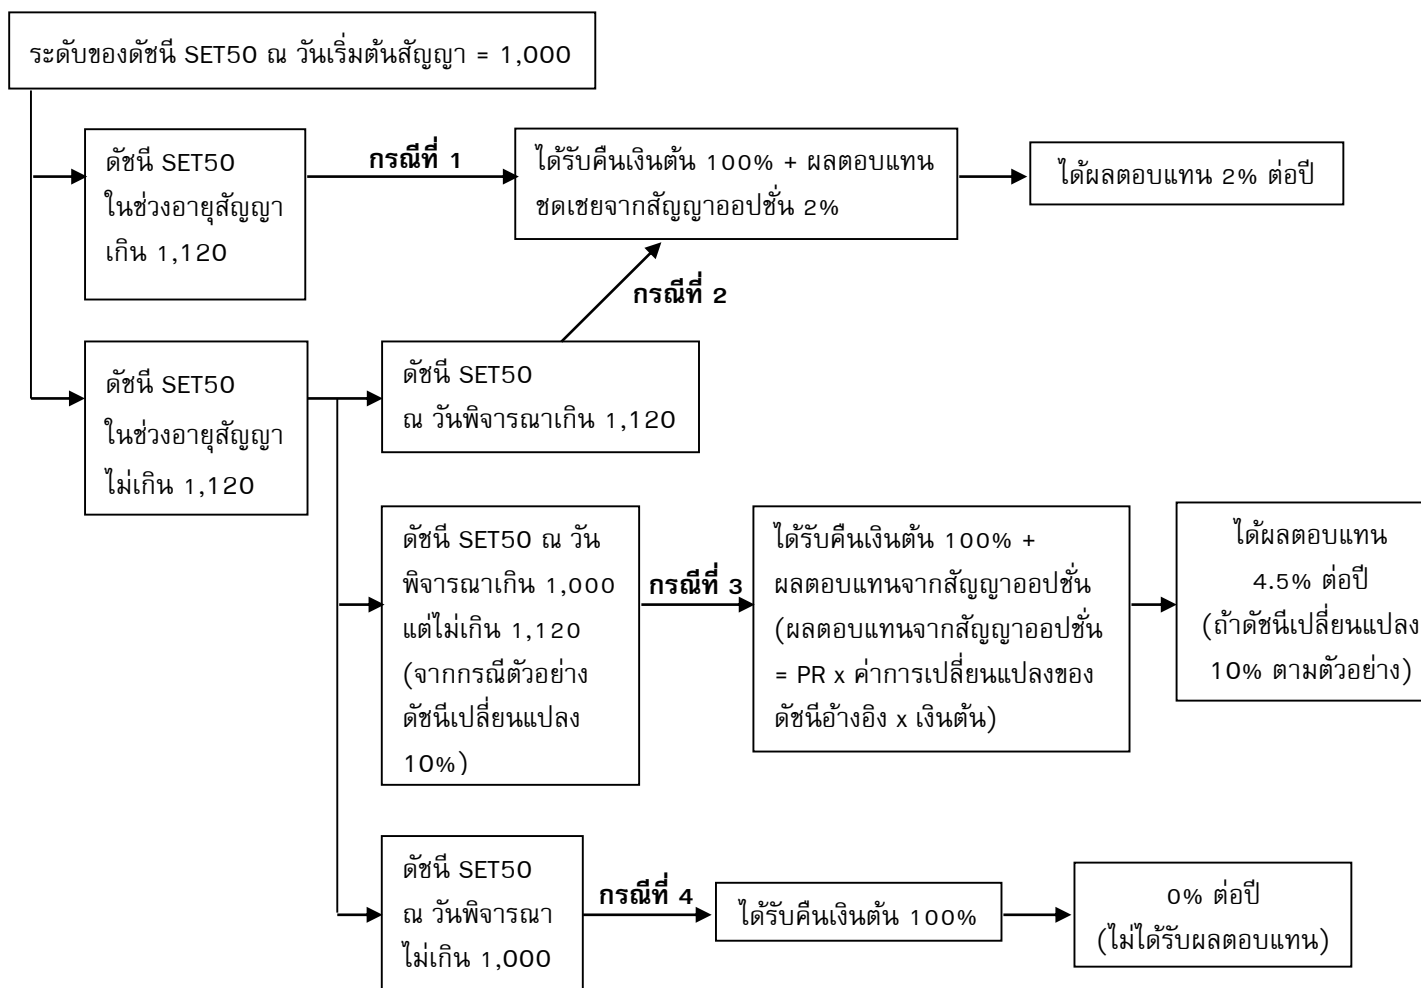 ระดับของดัชนี SET50 ณ วันเริ่มต้นสัญญา = 1,000
ดัชนี SET50
ในช่วงอายุสัญญา
เกิน 1,120
กรณีที่ 1
ได้รับคืนเงินต้น 100% + ผลตอบแทน
ชดเชยจากสัญญาออปชั่น 2%
ได้ผลตอบแทน 2% ต่อปี
กรณีที่ 2
ดัชนี SET50
ในช่วงอายุสัญญา
ไม่เกิน 1,120
ดัชนี SET50
ณ วันพิจารณาเกิน 1,120
ดัชนี SET50 ณ วัน
พิจารณาเกิน 1,000
แต่ไม่เกิน 1,120
(จากกรณีตัวอย่าง
ดัชนีเปลี่ยนแปลง
10%)
กรณีที่ 3
ได้รับคืนเงินต้น 100% +
ผลตอบแทนจากสัญญาออปชั่น
(ผลตอบแทนจากสัญญาออปชั่น
= PR x ค่าการเปลี่ยนแปลงของ
ดัชนีอ้างอิง x เงินต้น)
ได้ผลตอบแทน
4.5% ต่อปี
(ถ้าดัชนีเปลี่ยนแปลง
10% ตามตัวอย่าง)
ดัชนี SET50
ณ วันพิจารณา
ไม่เกิน 1,000
กรณีที่ 4
ได้รับคืนเงินต้น 100%
0% ต่อปี
(ไม่ได้รับผลตอบแทน)